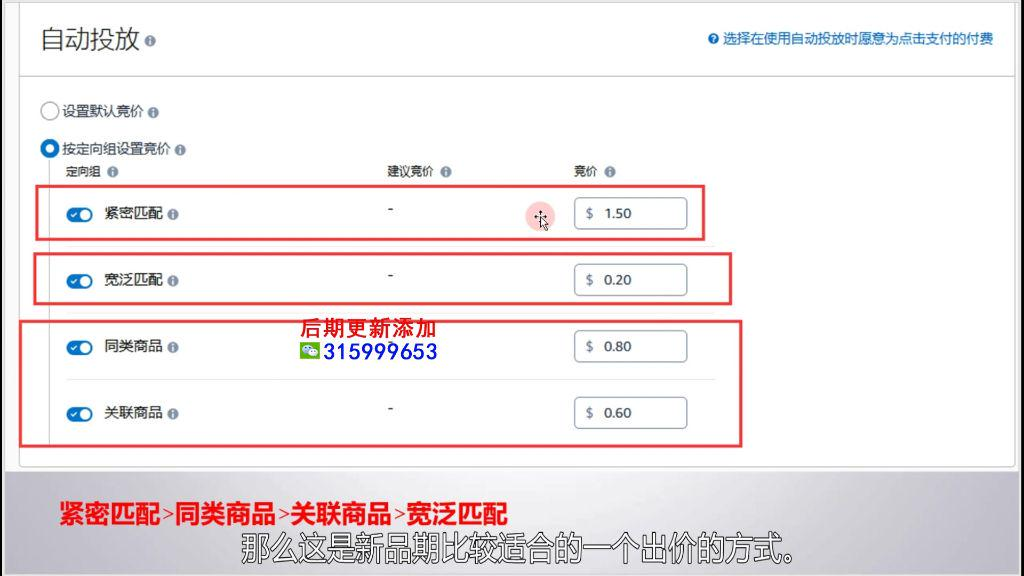 自动投放
选择在使用自动投放时愿意为点击支付的付费
设置默认竞价
按定向组设置竞价
定向组 建议竞价 竞价
紧密匹配 - $ 1.50
宽泛匹配 - $ 0.20
后期更新添加
同类商品 $ 0.80
315999653
关联商品 - $ 0.60
紧密匹配>同类商品>关联商品>宽泛匹配
那么这是新品期比较适合的一个出价的方式。